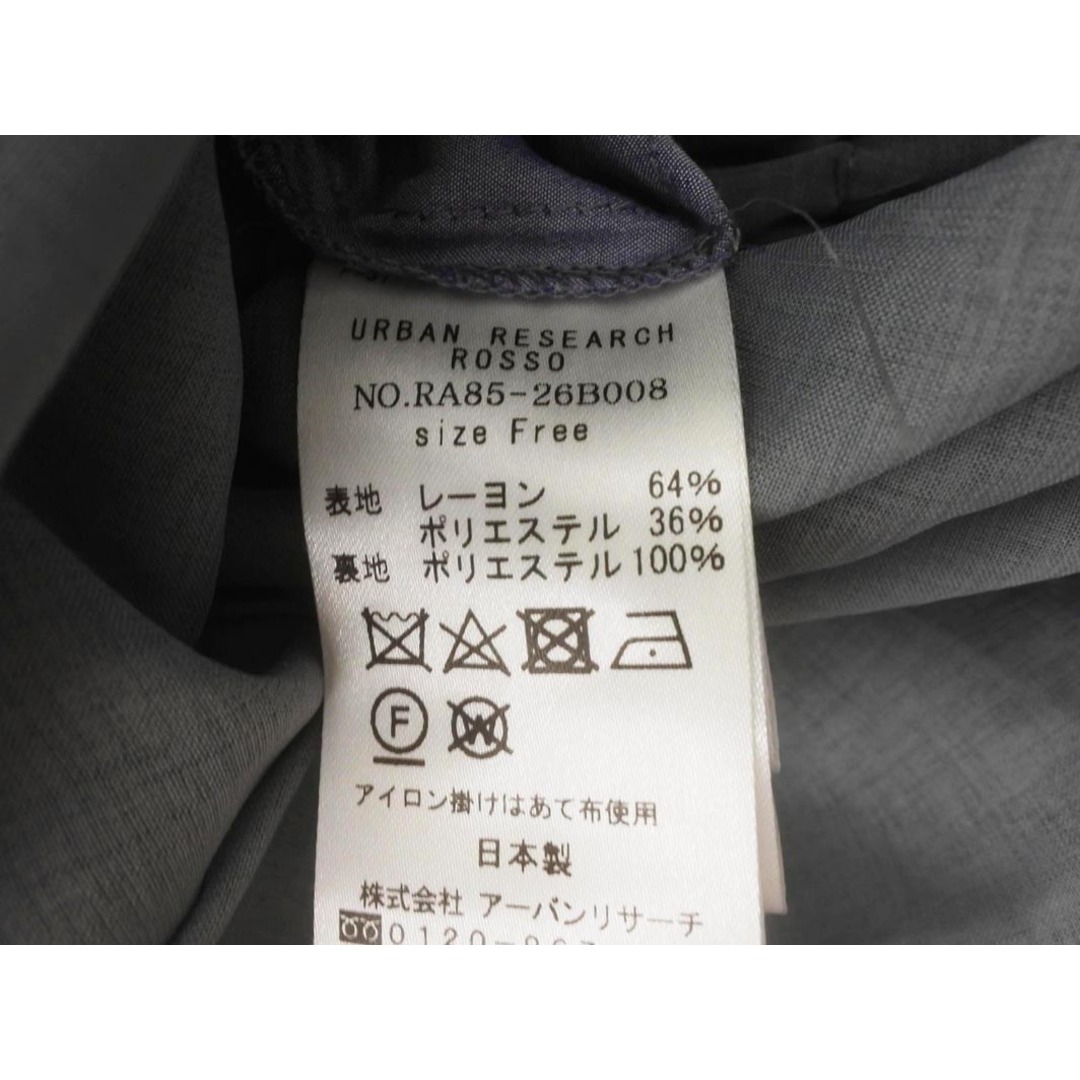 URBAN RESEARCH
ROSSO
NO.RA85-26B008
size Free
表地 レーヨン 64%
ポリエステル 36%
裏地 ポリエステル 100%
F
W
アイロン掛けはあて布使用
日本製
株式会社 アーバンリサーチ
0120-